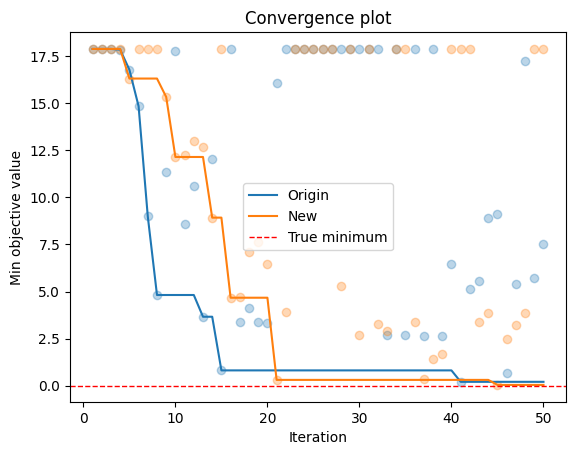 Convergence plot
Min objective value
17.5
15.0
12.5
10.0
7.5
5.0
2.5
0.0
Origin
New
True minimum
0 10 20 30 40 50
Iteration